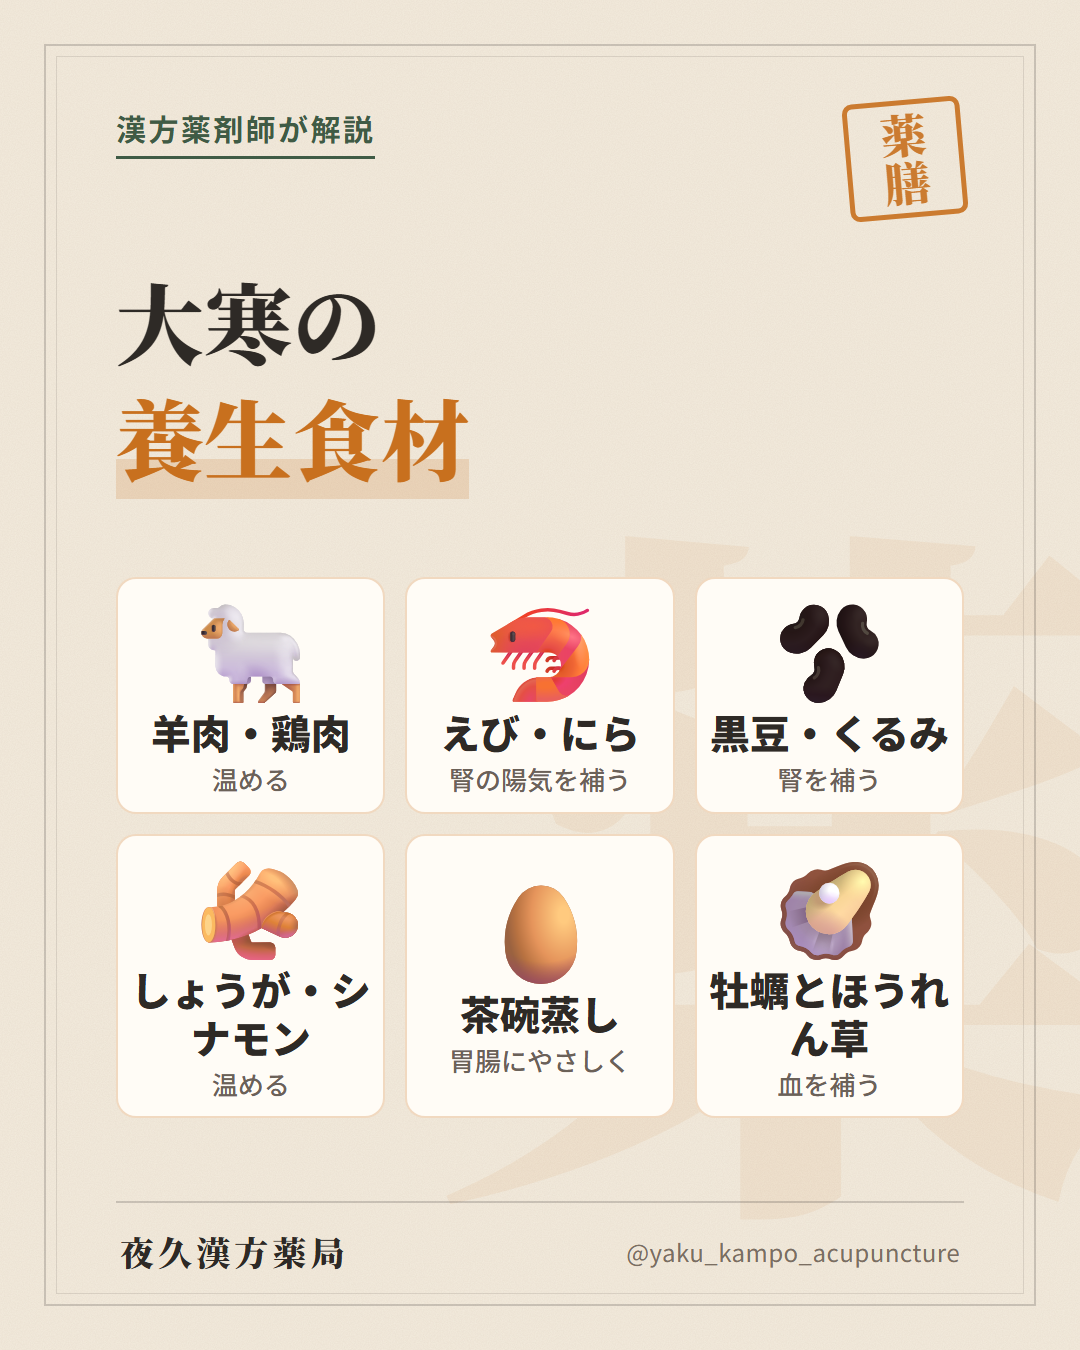 漢方薬剤師が解説
薬
膳
大寒の
養生食材
羊肉・鶏肉
温める
えび・にら
腎の陽気を補う
黒豆・くるみ
腎を補う
しょうが・シ
ナモン
温める
茶碗蒸し
胃腸にやさしく
牡蠣とほうれ
ん草
血を補う
夜久漢方薬局
@yaku_kampo_acupuncture